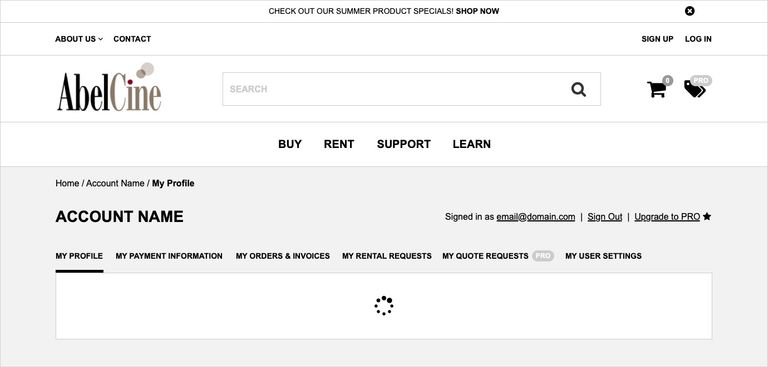 CHECK OUT OUR SUMMER PRODUCT SPECIALS! SHOP NOW
ABOUT US CONTACT SIGN UP LOG IN
AbelCine SEARCH 0 PRO
BUY RENT SUPPORT LEARN
Home / Account Name / My Profile
ACCOUNT NAME Signed in as email@domain.com | Sign Out | Upgrade to PRO
MY PROFILE MY PAYMENT INFORMATION MY ORDERS & INVOICES MY RENTAL REQUESTS MY QUOTE REQUESTS PRO MY USER SETTINGS